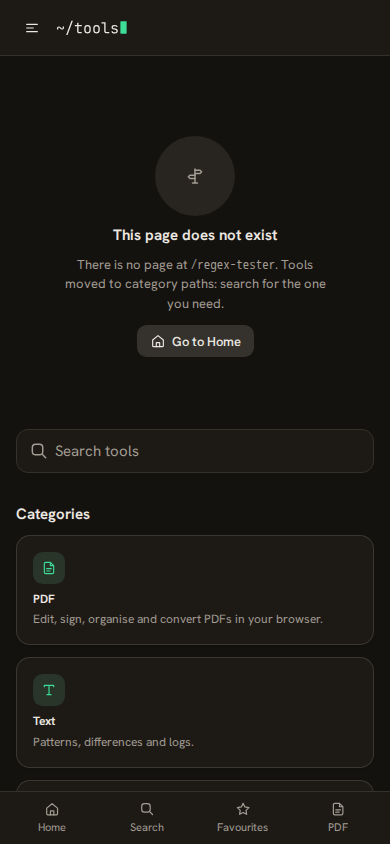 ~/tools
This page does not exist
There is no page at /regex-tester. Tools
moved to category paths: search for the one
you need.
Go to Home
Search tools
Categories
PDF
Edit, sign, organise and convert PDFs in your browser.
Text
Patterns, differences and logs.
Home
Search
Favourites
PDF